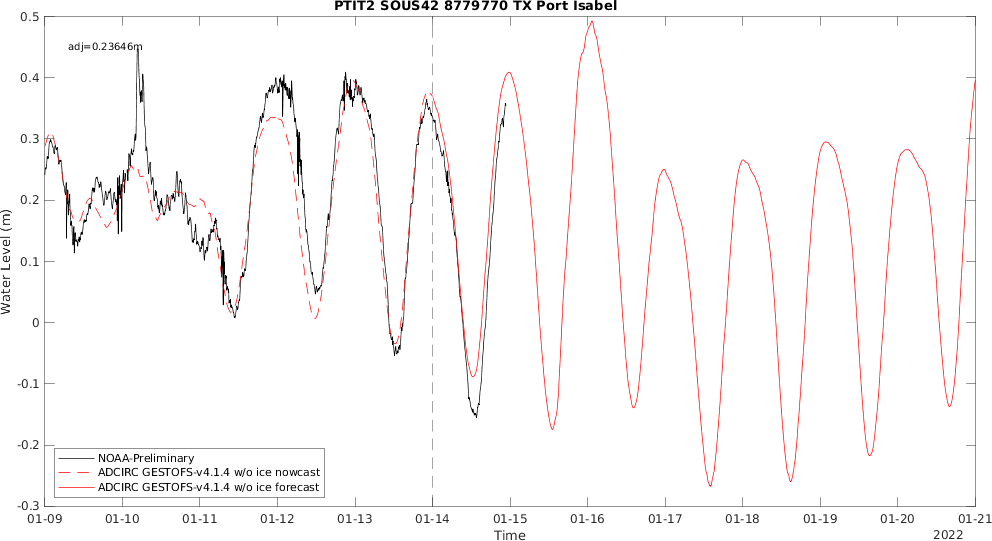 PTIT2 SOUS42 8779770 TX Port Isabel
adj=0.23646m
Water Level (m)
0.5
0.4
0.3
0.2
0.1
0
-0.1
-0.2
-0.3
NOAA-Preliminary
ADCIRC GESTOFS-v4.1.4 w/o ice nowcast
ADCIRC GESTOFS-v4.1.4 w/o ice forecast
01-09 01-10 01-11 01-12 01-13 01-14 01-15 01-16 01-17 01-18 01-19 01-20 01-21
Time
2022